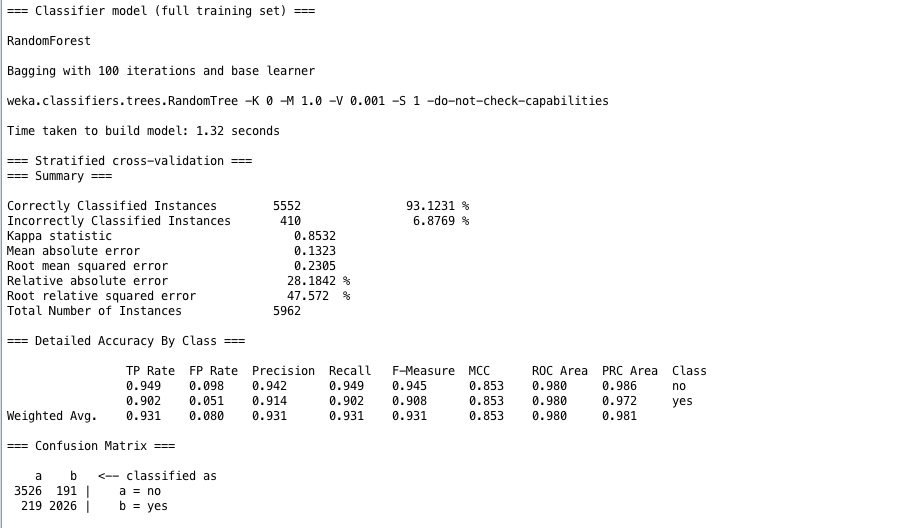 === Classifier model (full training set) ===
RandomForest
Bagging with 100 iterations and base learner
weka.classifiers.trees.RandomTree -K 0 -M 1.0 -V 0.001 -S 1 -do-not-check-capabilities
Time taken to build model: 1.32 seconds
=== Stratified cross-validation ===
=== Summary ===
Correctly Classified Instances 5552 93.1231 %
Incorrectly Classified Instances 410 6.8769 %
Kappa statistic 0.8532
Mean absolute error 0.1323
Root mean squared error 0.2305
Relative absolute error 28.1842 %
Root relative squared error 47.572 %
Total Number of Instances 5962
=== Detailed Accuracy By Class ===
TP Rate FP Rate Precision Recall F-Measure MCC ROC Area PRC Area Class
0.949 0.098 0.942 0.949 0.945 0.853 0.980 0.986 no
0.902 0.051 0.914 0.902 0.908 0.853 0.980 0.972 yes
Weighted Avg. 0.931 0.080 0.931 0.931 0.931 0.853 0.980 0.981
=== Confusion Matrix ===
a b <-- classified as
3526 191 | a = no
219 2026 | b = yes